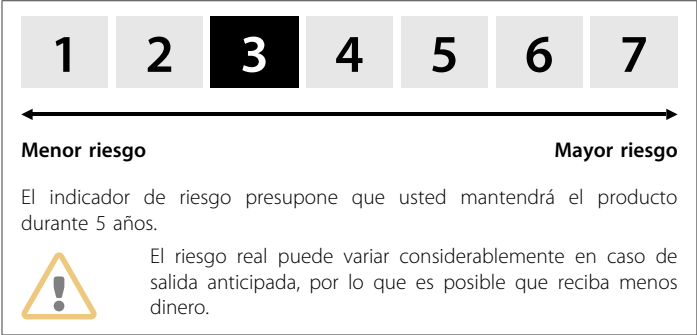 1 2 3 4 5 6 7
Menor riesgo Mayor riesgo
El indicador de riesgo presupone que usted mantendrá el producto
durante 5 años.
El riesgo real puede variar considerablemente en caso de
salida anticipada, por lo que es posible que reciba menos
dinero.